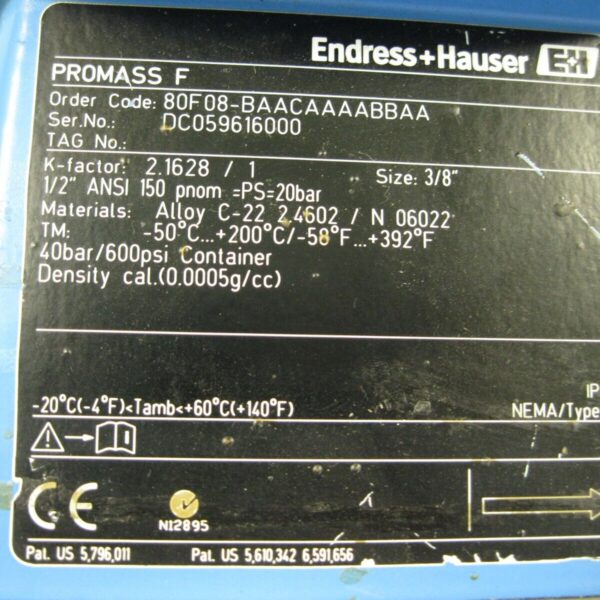 Endress+Hauser E+H
PROMASS F
Order Code: 80F08-BAACAAAABBAA
Ser.No.: DC059616000
TAG No.:
K-factor: 2.1628 / 1 Size: 3/8"
1/2" ANSI 150 pnom =PS=20bar
Materials: Alloy C-22 2.4602 / N 06022
TM: -50°C...+200°C/-58°F...+392°F
40bar/600psi Container
Density cal.(0.0005g/cc)
-20°C(-4°F)<Tamb<+60°C(+140°F)
IP
NEMA/Type
i
CE
N12895
Pat. US 5,796,011 Pat. US 5,610,342 6,591,656